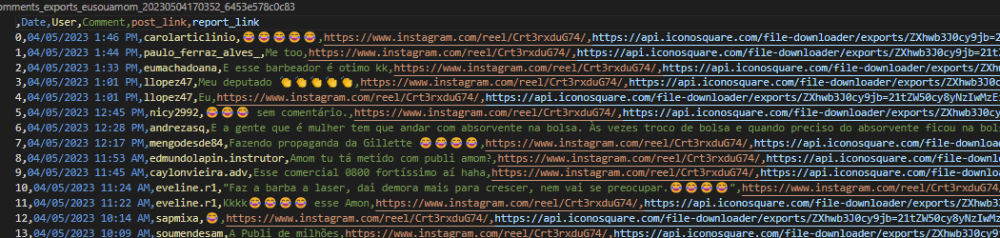 omments_exports_eusouamom_20230504170352_6453e578c0c83
,Date,User,Comment,post_link,report_link
0,04/05/2023 1:46 PM,carolarticlinio,😅😅😅😅😅,https://www.instagram.com/reel/Crt3rxduG74/,https://api.iconosquare.com/file-downloader/exports/ZXhwb3J0cy9jb=2
1,04/05/2023 1:44 PM,paulo_ferraz_alves_,Me too,https://www.instagram.com/reel/Crt3rxduG74/,https://api.iconosquare.com/file-downloader/exports/ZXhwb3J0cy9jb=21tZ
2,04/05/2023 1:33 PM,eumachadoana,E esse barbeador é otimo kk,https://www.instagram.com/reel/Crt3rxduG74/,https://api.iconosquare.com/file-downloader/exp
3,04/05/2023 1:01 PM,llopez47,Meu deputado 👏👏👏👏👏,https://www.instagram.com/reel/Crt3rxduG74/,https://api.iconosquare.com/file-downloader/exports/Z
4,04/05/2023 1:01 PM,llopez47,Eu,https://www.instagram.com/reel/Crt3rxduG74/,https://api.iconosquare.com/file-downloader/exports/ZXhwb3J0cy9jb=21tZW50cy8yNzIwMzE
5,04/05/2023 12:45 PM,nicy2992,😅😅😅 sem comentário.,https://www.instagram.com/reel/Crt3rxduG74/,https://api.iconosquare.com/file-downloader/exports/ZXhwb
6,04/05/2023 12:28 PM,andrezasq,E a gente que é mulher tem que andar com absorvente na bolsa. Às vezes troco de bolsa e quando preciso do absorvente ficou na bol
7,04/05/2023 12:17 PM,mengodesde84,Fazendo propaganda da Gillette 😅😅😅😅,https://www.instagram.com/reel/Crt3rxduG74/,https://api.iconosquare.com/file-down
8,04/05/2023 11:53 AM,edmundolapin.instrutor,Amom tu tá metido com publi amom?,https://www.instagram.com/reel/Crt3rxduG74/,https://api.iconosquare.com/file-down
9,04/05/2023 11:45 AM,caylonvieira.adv,Esse comercial 0800 fortíssimo aí haha,https://www.instagram.com/reel/Crt3rxduG74/,https://api.iconosquare.com/file-do
10,04/05/2023 11:24 AM,eveline.r1,"Faz a barba a laser, dai demora mais para crescer, nem vai se preocupar.😅😅😅😅",https://www.instagram.com/reel/Crt3rxduG74/
11,04/05/2023 11:22 AM,eveline.r1,Kkkk😅😅😅😅 esse Amon,https://www.instagram.com/reel/Crt3rxduG74/,https://api.iconosquare.com/file-downloader/exports/ZXhw
12,04/05/2023 10:14 AM,sapmixa,😅,https://www.instagram.com/reel/Crt3rxduG74/,https://api.iconosquare.com/file-downloader/exports/ZXhwb3J0cy9jb=21tZW50cy8yNzIwMz
13,04/05/2023 10:09 AM,soumendesam,A Publi de milhões,https://www.instagram.com/reel/Crt3rxduG74/,https://api.iconosquare.com/file-downloader/exports/ZXhwb3J0c